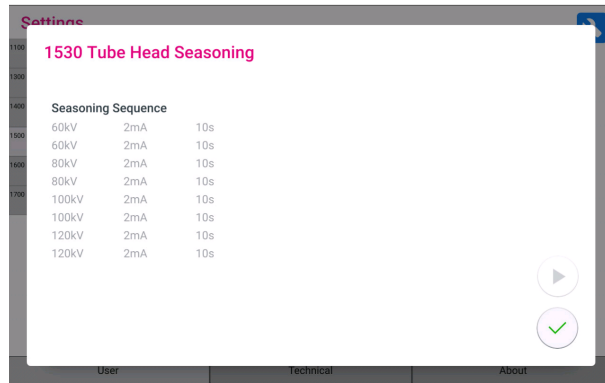 Settings
1530 Tube Head Seasoning
1100
1300
1400
1500
1600
1700
Seasoning Sequence
60kV 2mA 10s
60kV 2mA 10s
80kV 2mA 10s
80kV 2mA 10s
100kV 2mA 10s
100kV 2mA 10s
120kV 2mA 10s
120kV 2mA 10s
User Technical About